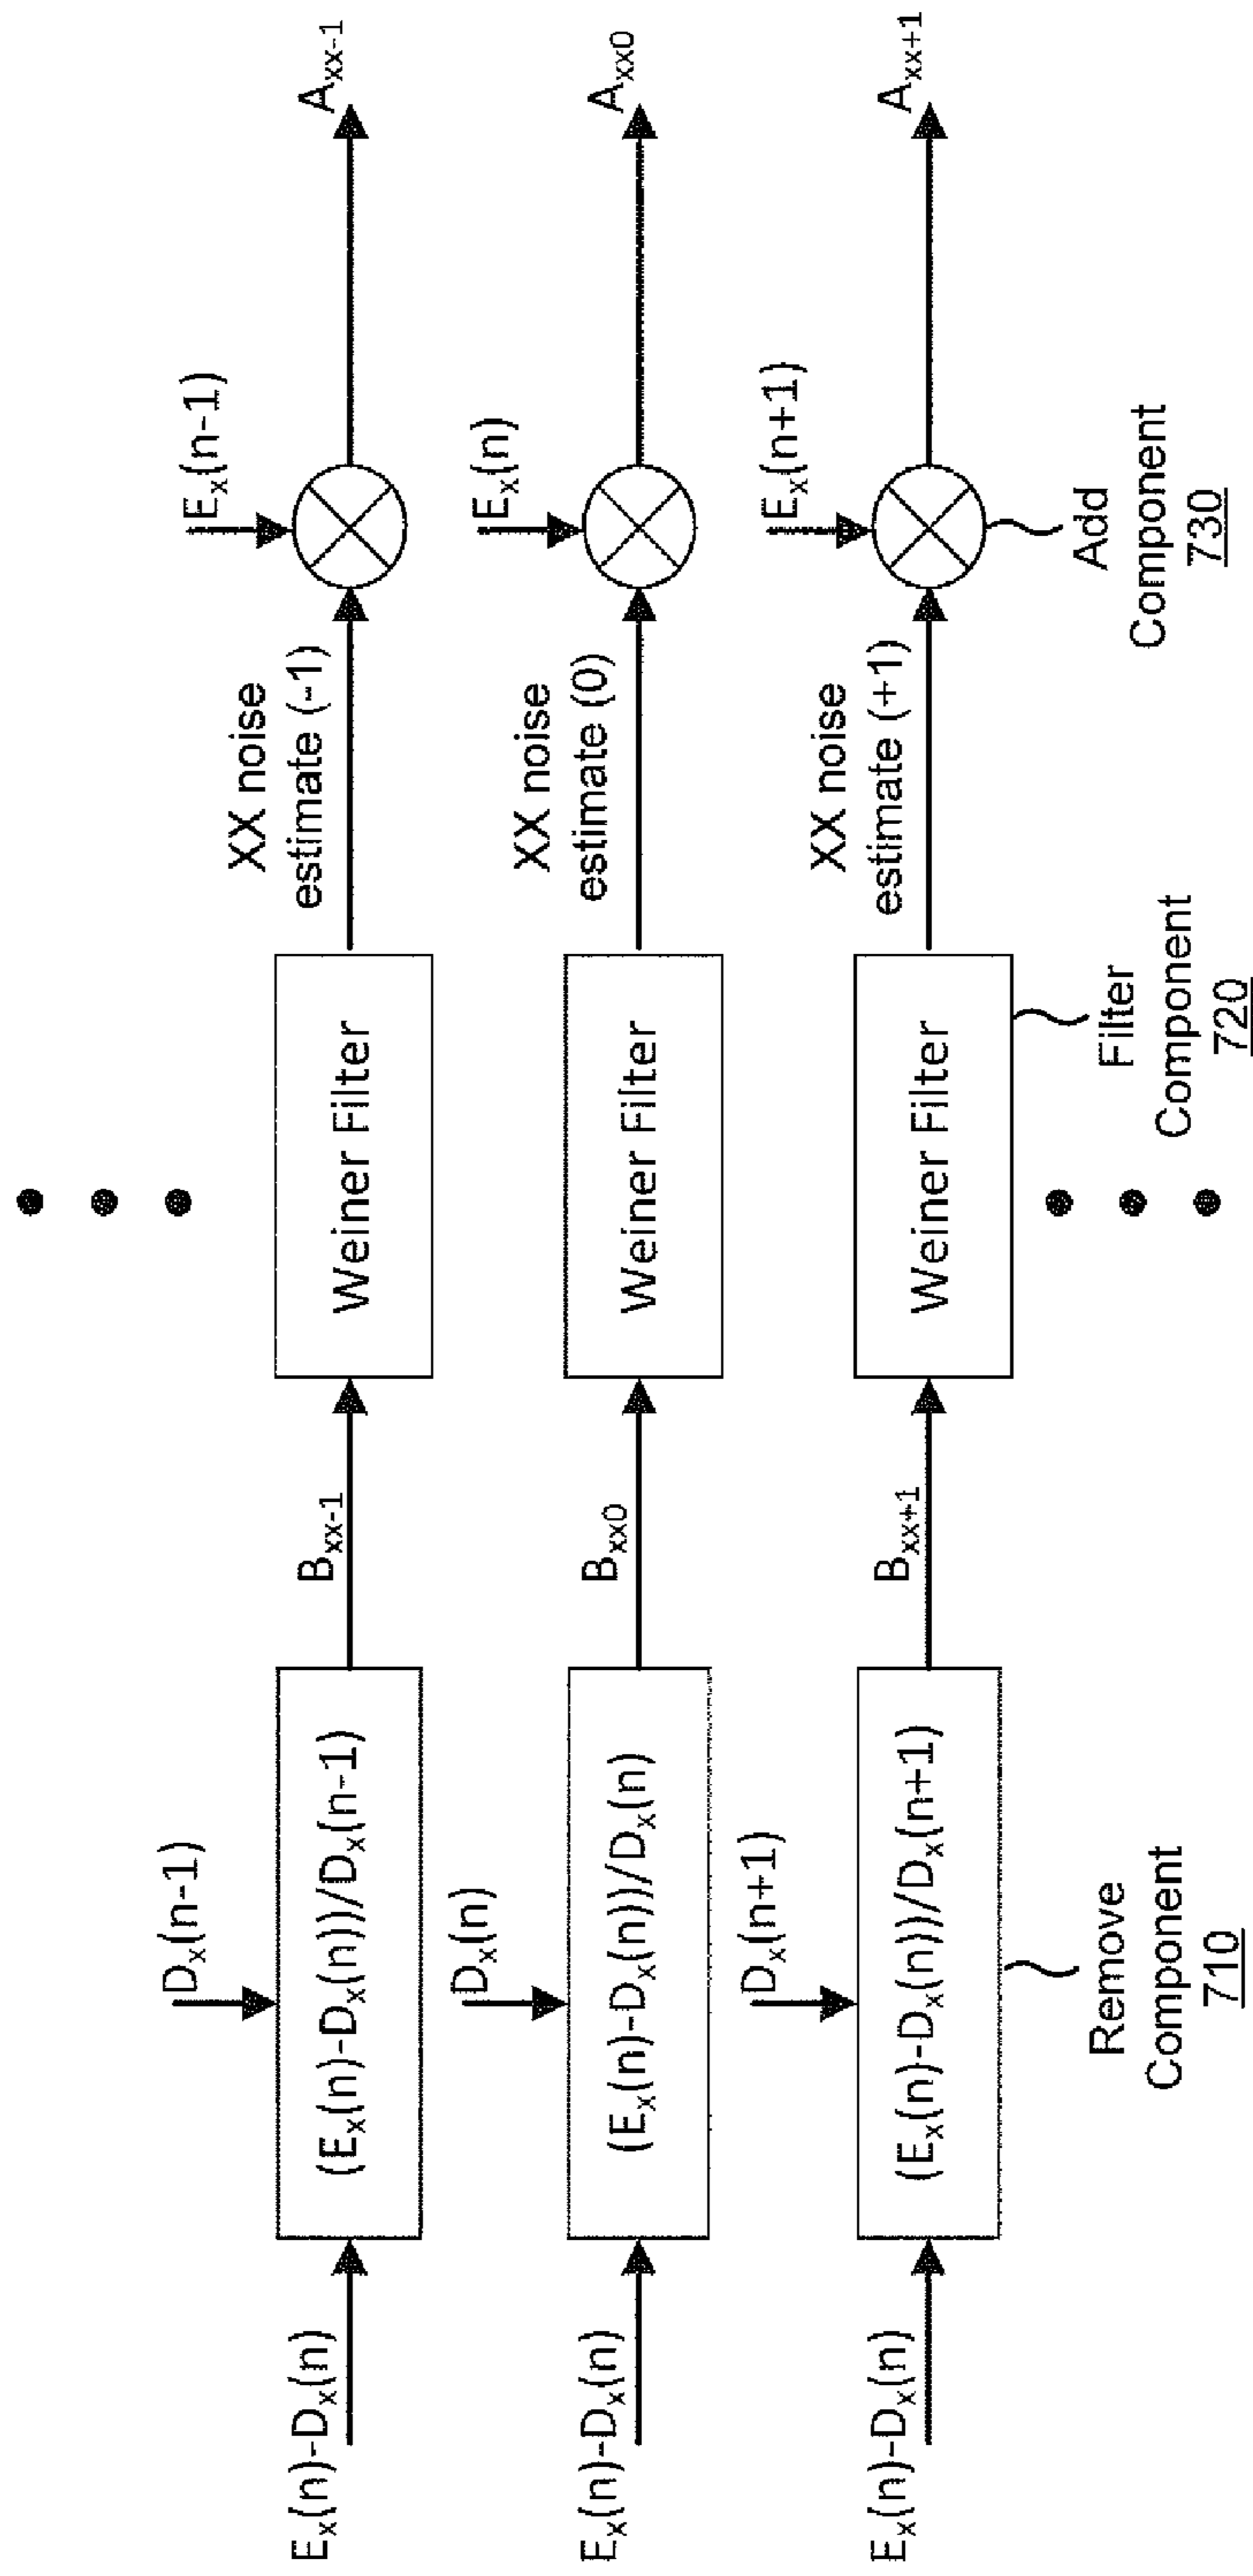 Eₓ(n)-Dₓ(n)
Dₓ(n-1)
(Eₓ(n)-Dₓ(n))/Dₓ(n-1)
Bₓₓ₋₁
Weiner Filter
XX noise
estimate (-1)
Eₓ(n-1)
Aₓₓ₋₁
Eₓ(n)-Dₓ(n)
Dₓ(n)
(Eₓ(n)-Dₓ(n))/Dₓ(n)
Bₓₓ₀
Weiner Filter
XX noise
estimate (0)
Eₓ(n)
Aₓₓ₀
Eₓ(n)-Dₓ(n)
Dₓ(n+1)
(Eₓ(n)-Dₓ(n))/Dₓ(n+1)
Bₓₓ₊₁
Weiner Filter
XX noise
estimate (+1)
Eₓ(n+1)
Aₓₓ₊₁
Remove
Component
710
Filter
Component
720
Add
Component
730